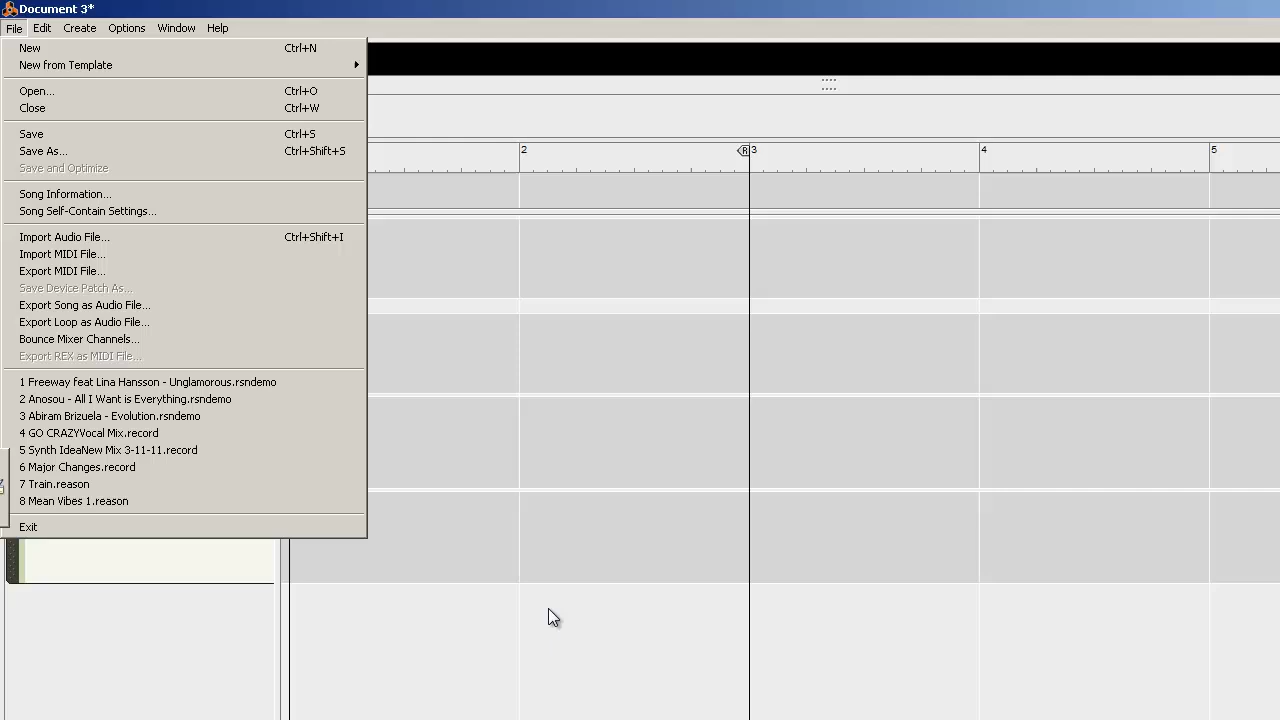 Document 3*
File Edit Create Options Window Help
New Ctrl+N
New from Template
Open... Ctrl+O
Close Ctrl+W
Save Ctrl+S
Save As... Ctrl+Shift+S
Save and Optimize
Song Information...
Song Self-Contain Settings...
Import Audio File... Ctrl+Shift+I
Import MIDI File...
Export MIDI File...
Save Device Patch As...
Export Song as Audio File...
Export Loop as Audio File...
Bounce Mixer Channels...
Export REX as MIDI File...
1 Freeway feat Lina Hansson - Unglamorous.rsndemo
2 Anosou - All I Want is Everything.rsndemo
3 Abiram Brizuela - Evolution.rsndemo
4 GO CRAZYVocal Mix.record
5 Synth IdeaNew Mix 3-11-11.record
6 Major Changes.record
7 Train.reason
8 Mean Vibes 1.reason
Exit
2 R 3 4 5